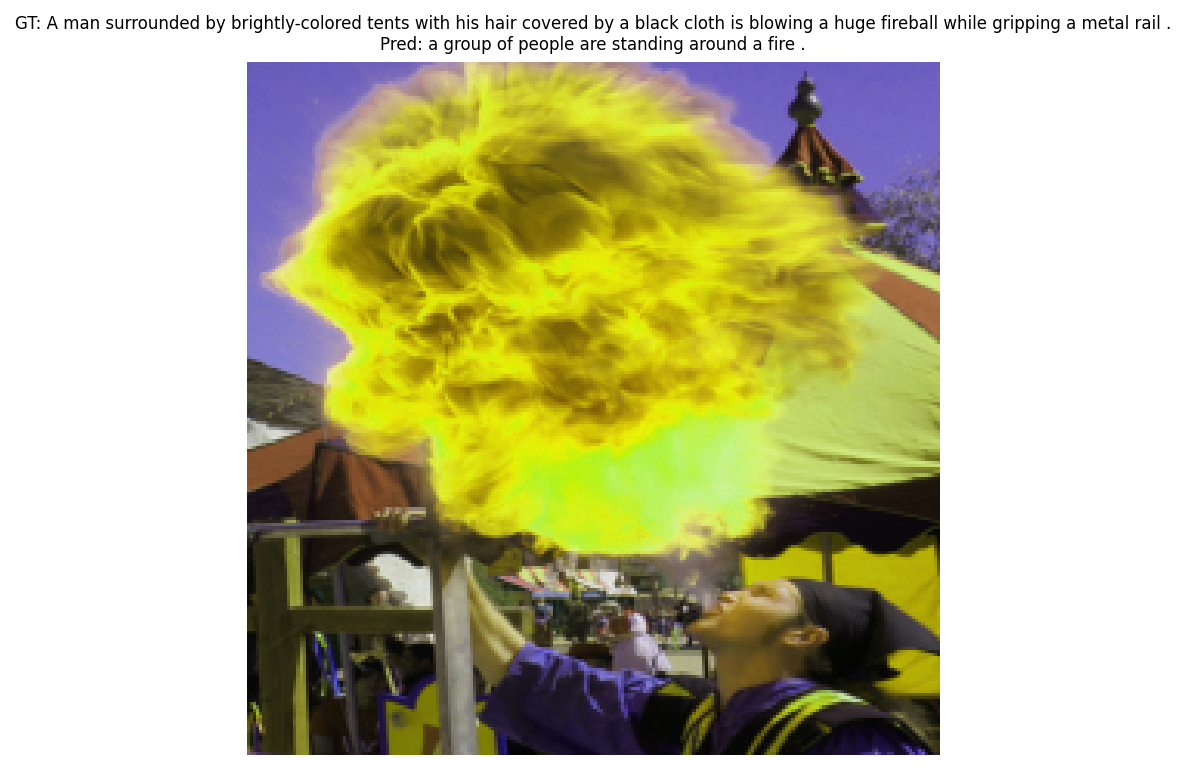 GT: A man surrounded by brightly-colored tents with his hair covered by a black cloth is blowing a huge fireball while gripping a metal rail .
Pred: a group of people are standing around a fire .